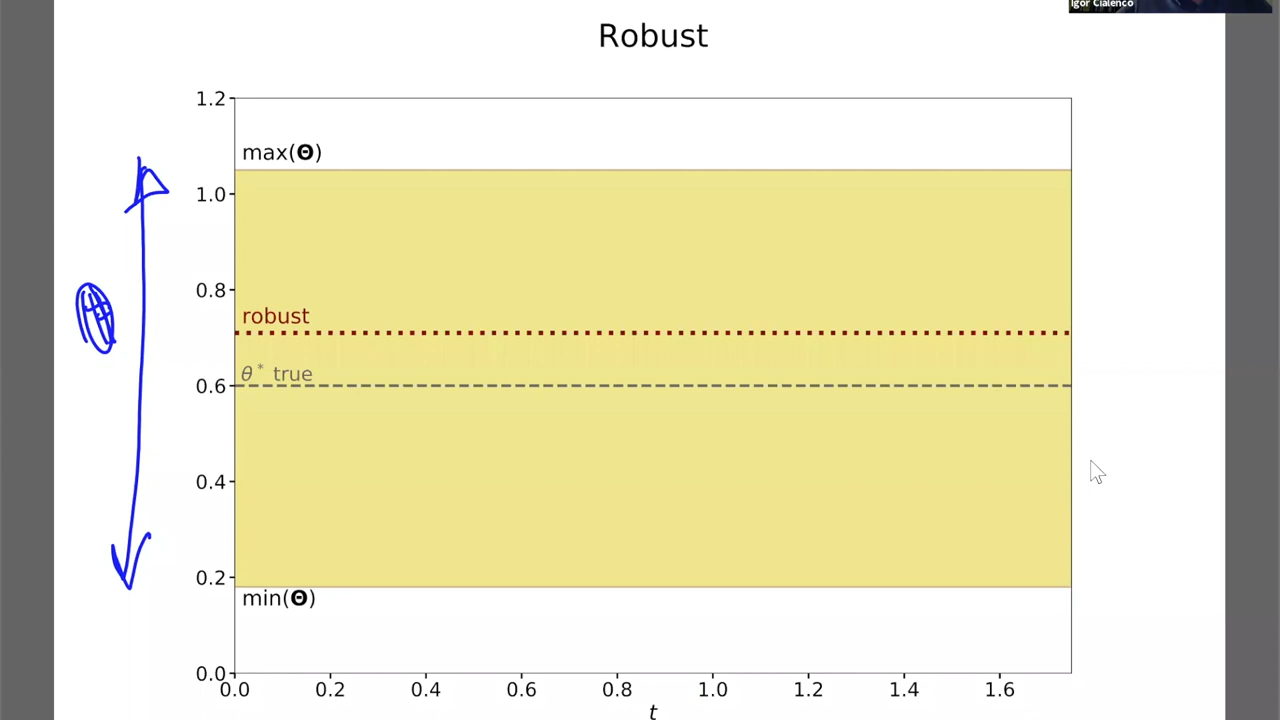 Igor Cialenco
Robust
1.2
max(Θ)
1.0
0.8
robust
θ* true
0.6
0.4
0.2
min(Θ)
0.0
0.0 0.2 0.4 0.6 0.8 1.0 1.2 1.4 1.6
t
Θ